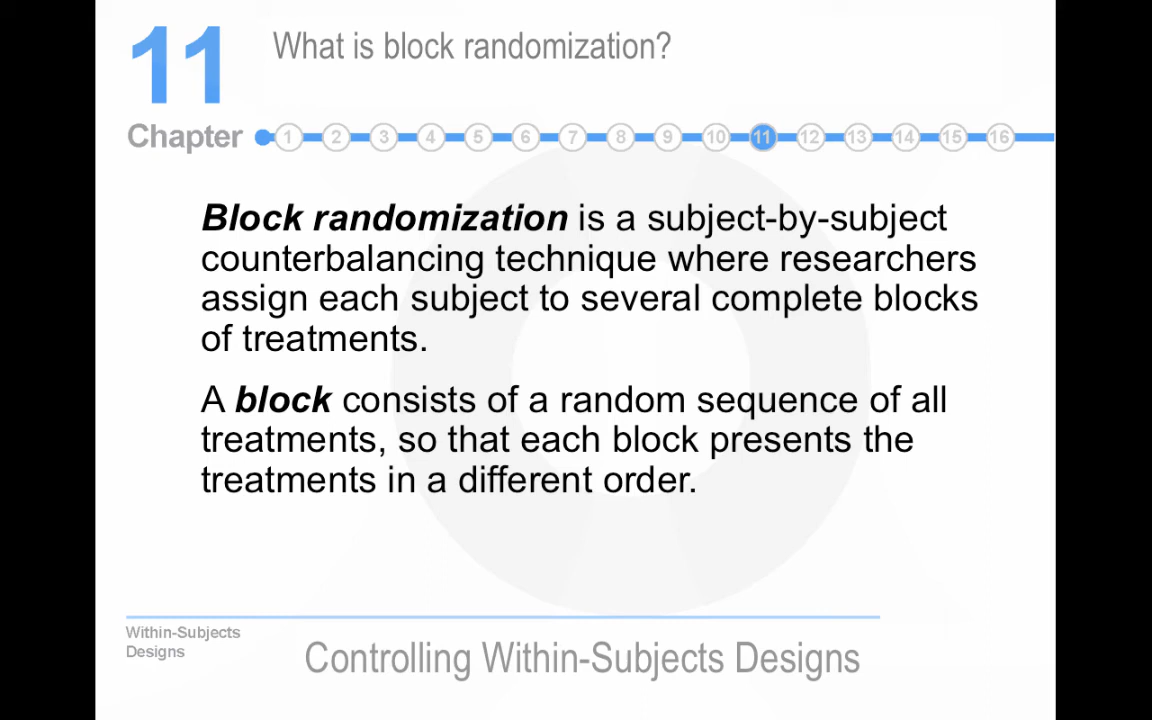 11
What is block randomization?
Chapter 1 2 3 4 5 6 7 8 9 10 11 12 13 14 15 16
Block randomization is a subject-by-subject
counterbalancing technique where researchers
assign each subject to several complete blocks
of treatments.
A block consists of a random sequence of all
treatments, so that each block presents the
treatments in a different order.
Within-Subjects
Designs
Controlling Within-Subjects Designs